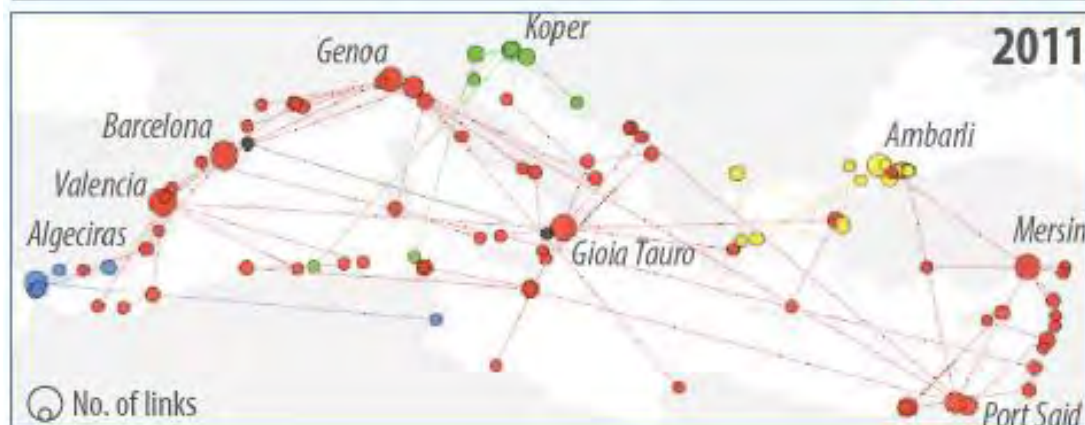 Koper
Genoa
2011
Barcelona
Ambarli
Valencia
Algeciras
Mersin
Gioia Tauro
No. of links
Port Said